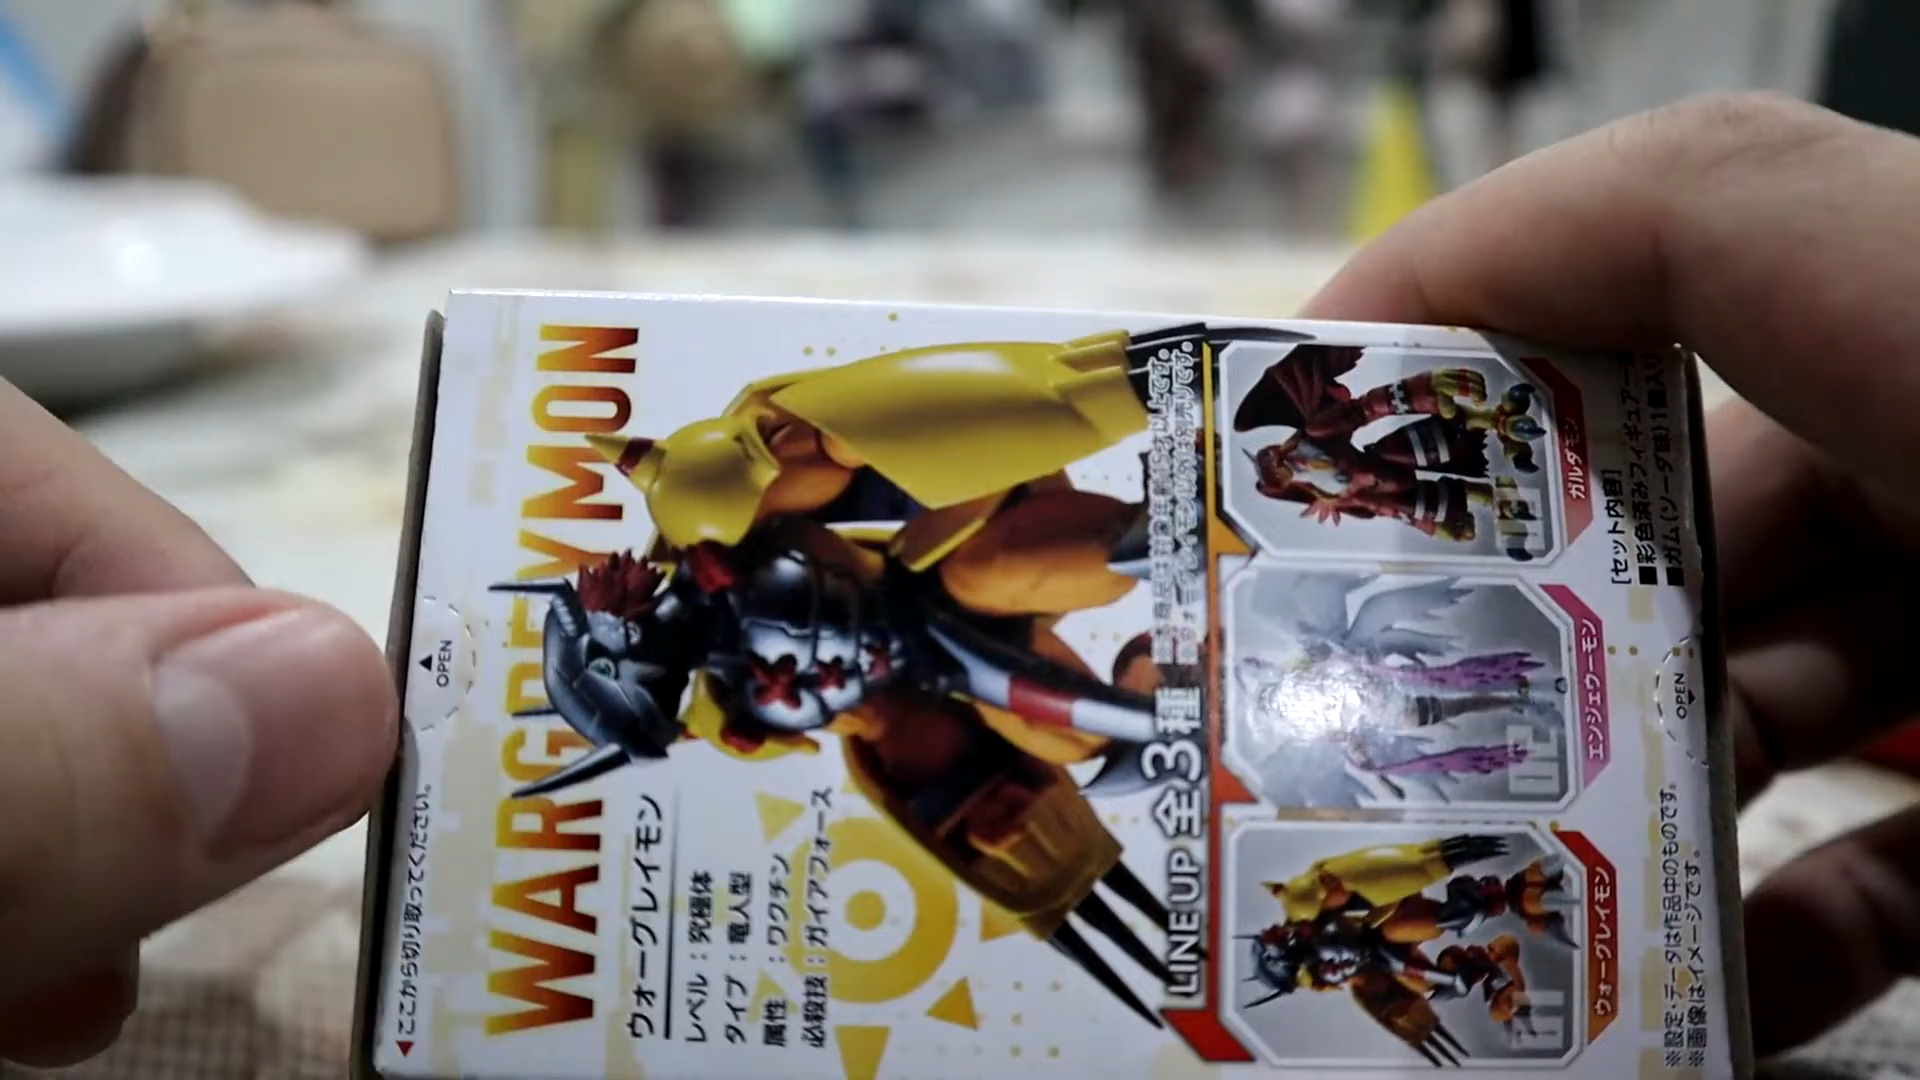 WARGREYMON
ウォーグレイモン
レベル：究極体
タイプ：竜人型
属性　：ワクチン
必殺技：ガイアフォース
OPEN
◀ここから切り取ってください。
LINE UP 全3種
01
ウォーグレイモン
02
エンジェウーモン
ガルダモン
[セット内容]
■彩色済みフィギュア
■ガム(ソーダ味)1個入り
OPEN
※設定・データは作品中のものです。
※画像はイメージです。